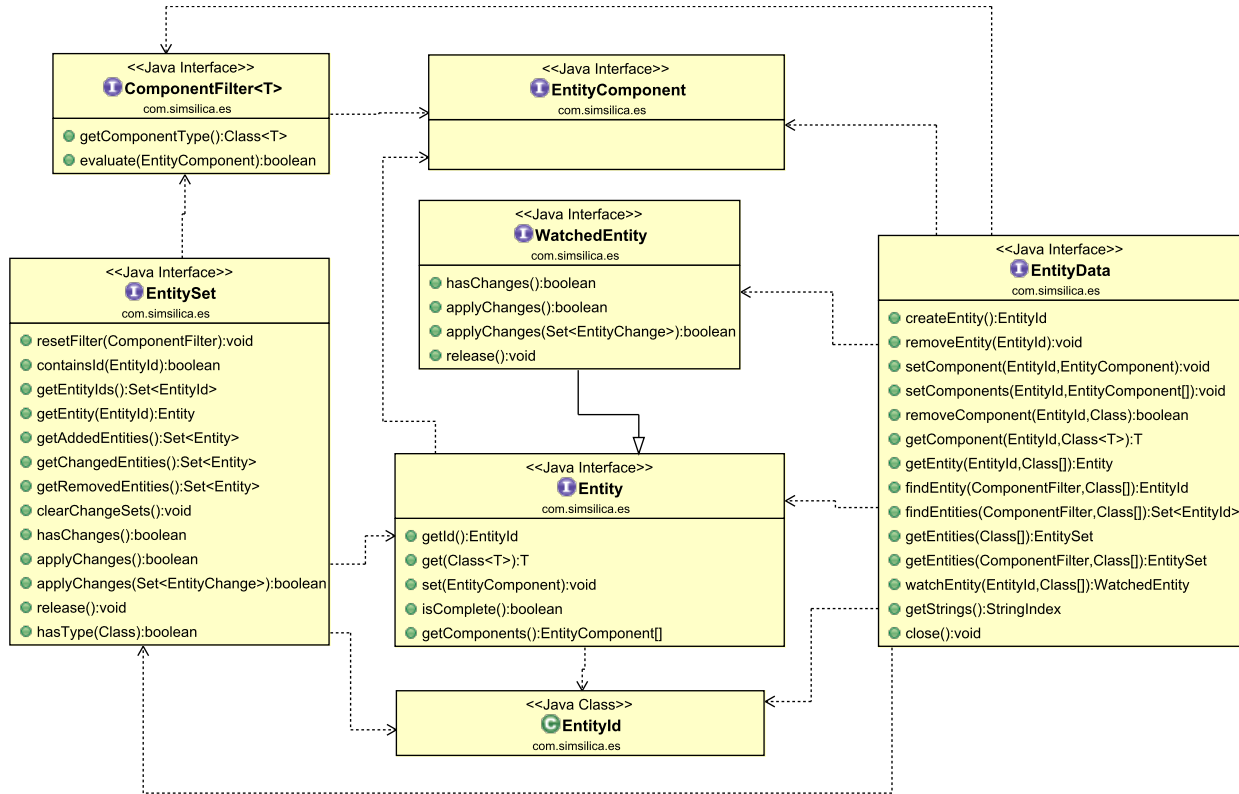 <<Java Interface>>
ComponentFilter<T>
com.simsilica.es
getComponentType():Class<T>
evaluate(EntityComponent):boolean
<<Java Interface>>
EntityComponent
com.simsilica.es
<<Java Interface>>
WatchedEntity
com.simsilica.es
hasChanges():boolean
applyChanges():boolean
applyChanges(Set<EntityChange>):boolean
release():void
<<Java Interface>>
EntitySet
com.simsilica.es
resetFilter(ComponentFilter):void
containsId(EntityId):boolean
getEntityIds():Set<EntityId>
getEntity(EntityId):Entity
getAddedEntities():Set<Entity>
getChangedEntities():Set<Entity>
getRemovedEntities():Set<Entity>
clearChangeSets():void
hasChanges():boolean
applyChanges():boolean
applyChanges(Set<EntityChange>):boolean
release():void
hasType(Class):boolean
<<Java Interface>>
Entity
com.simsilica.es
getId():EntityId
get(Class<T>):T
set(EntityComponent):void
isComplete():boolean
getComponents():EntityComponent[]
<<Java Interface>>
EntityData
com.simsilica.es
createEntity():EntityId
removeEntity(EntityId):void
setComponent(EntityId,EntityComponent):void
setComponents(EntityId,EntityComponent[]):void
removeComponent(EntityId,Class):boolean
getComponent(EntityId,Class<T>):T
getEntity(EntityId,Class[]):Entity
findEntity(ComponentFilter,Class[]):EntityId
findEntities(ComponentFilter,Class[]):Set<EntityId>
getEntities(Class[]):EntitySet
getEntities(ComponentFilter,Class[]):EntitySet
watchEntity(EntityId,Class[]):WatchedEntity
getStrings():StringIndex
close():void
<<Java Class>>
EntityId
com.simsilica.es